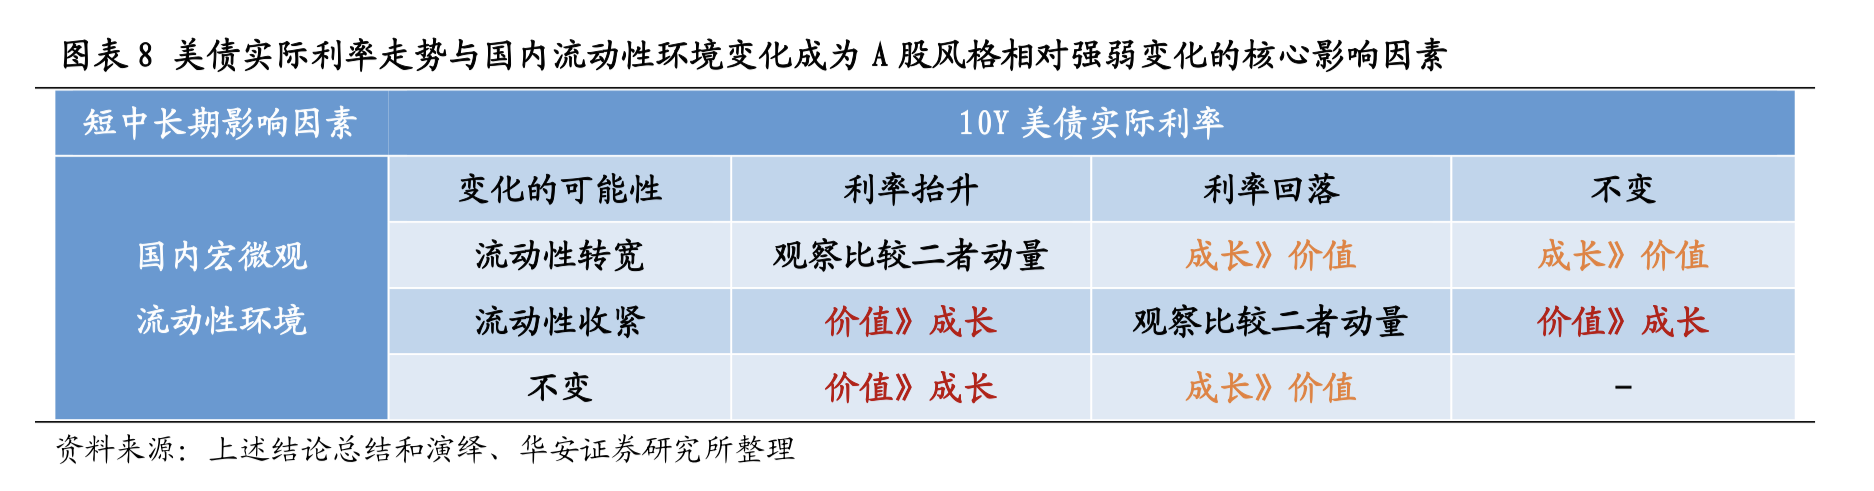 图表 8 美债实际利率走势与国内流动性环境变化成为 A 股风格相对强弱变化的核心影响因素
短中长期影响因素 10Y 美债实际利率
变化的可能性 利率抬升 利率回落 不变
国内宏微观 流动性转宽 观察比较二者动量 成长》价值 成长》价值
流动性环境 流动性收紧 价值》成长 观察比较二者动量 价值》成长
不变 价值》成长 成长》价值 -
资料来源：上述结论总结和演绎、华安证券研究所整理